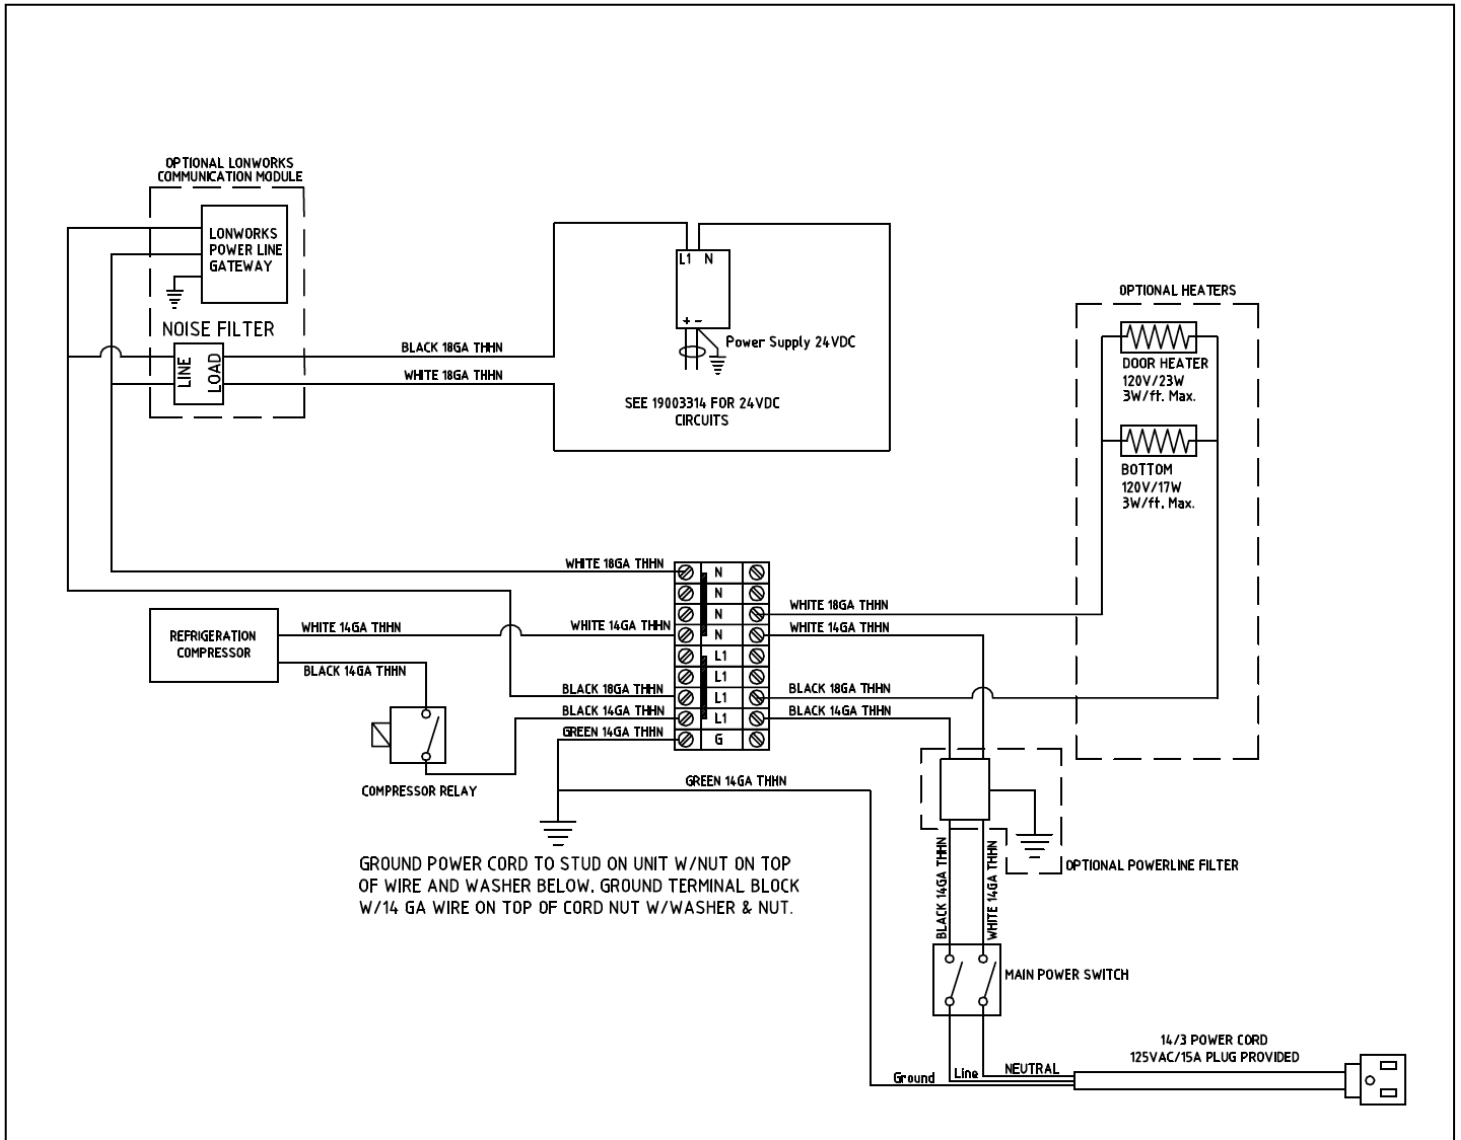 OPTIONAL LONWORKS
COMMUNICATION MODULE
LONWORKS
POWER LINE
GATEWAY
NOISE FILTER
LINE
LOAD
BLACK 18GA THHN
WHITE 18GA THHN
L1 N
+ -
Power Supply 24VDC
SEE 19003314 FOR 24VDC
CIRCUITS
OPTIONAL HEATERS
DOOR HEATER
120V/23W
3W/ft. Max.
BOTTOM
120V/17W
3W/ft. Max.
WHITE 18GA THHN
WHITE 14GA THHN
WHITE 14GA THHN
REFRIGERATION
COMPRESSOR
BLACK 14GA THHN
BLACK 18GA THHN
BLACK 14GA THHN
GREEN 14GA THHN
N
N
N
N
L1
L1
L1
L1
G
WHITE 18GA THHN
WHITE 14GA THHN
BLACK 18GA THHN
BLACK 14GA THHN
COMPRESSOR RELAY
GREEN 14GA THHN
GROUND POWER CORD TO STUD ON UNIT W/NUT ON TOP
OF WIRE AND WASHER BELOW. GROUND TERMINAL BLOCK
W/14 GA WIRE ON TOP OF CORD NUT W/WASHER & NUT.
OPTIONAL POWERLINE FILTER
BLACK 14GA THHN
WHITE 14GA THHN
MAIN POWER SWITCH
14/3 POWER CORD
125VAC/15A PLUG PROVIDED
Ground
Line
NEUTRAL